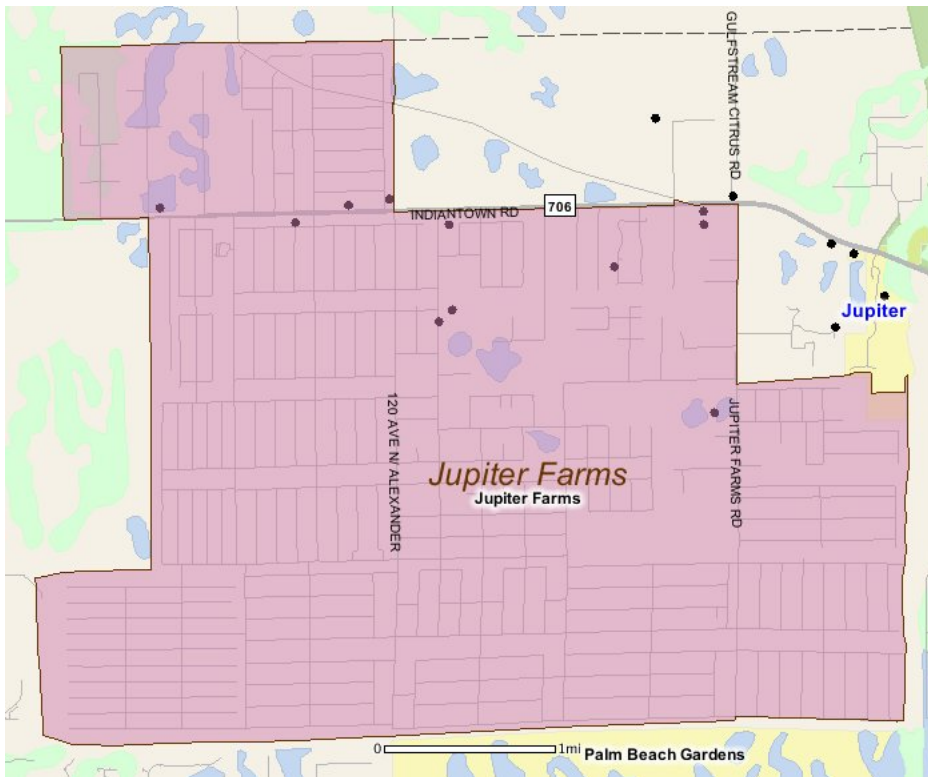 GULFSTREAM CITRUS RD
706
INDIANTOWN RD
Jupiter
120 AVE N/ ALEXANDER
JUPITER FARMS RD
Jupiter Farms
Jupiter Farms
0
1mi
Palm Beach Gardens